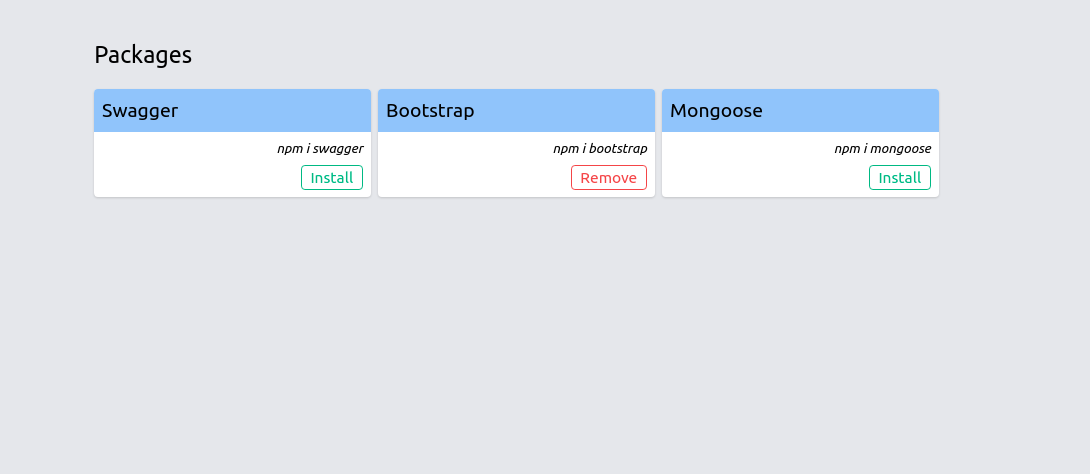 Packages
Swagger
npm i swagger
Install
Bootstrap
npm i bootstrap
Remove
Mongoose
npm i mongoose
Install